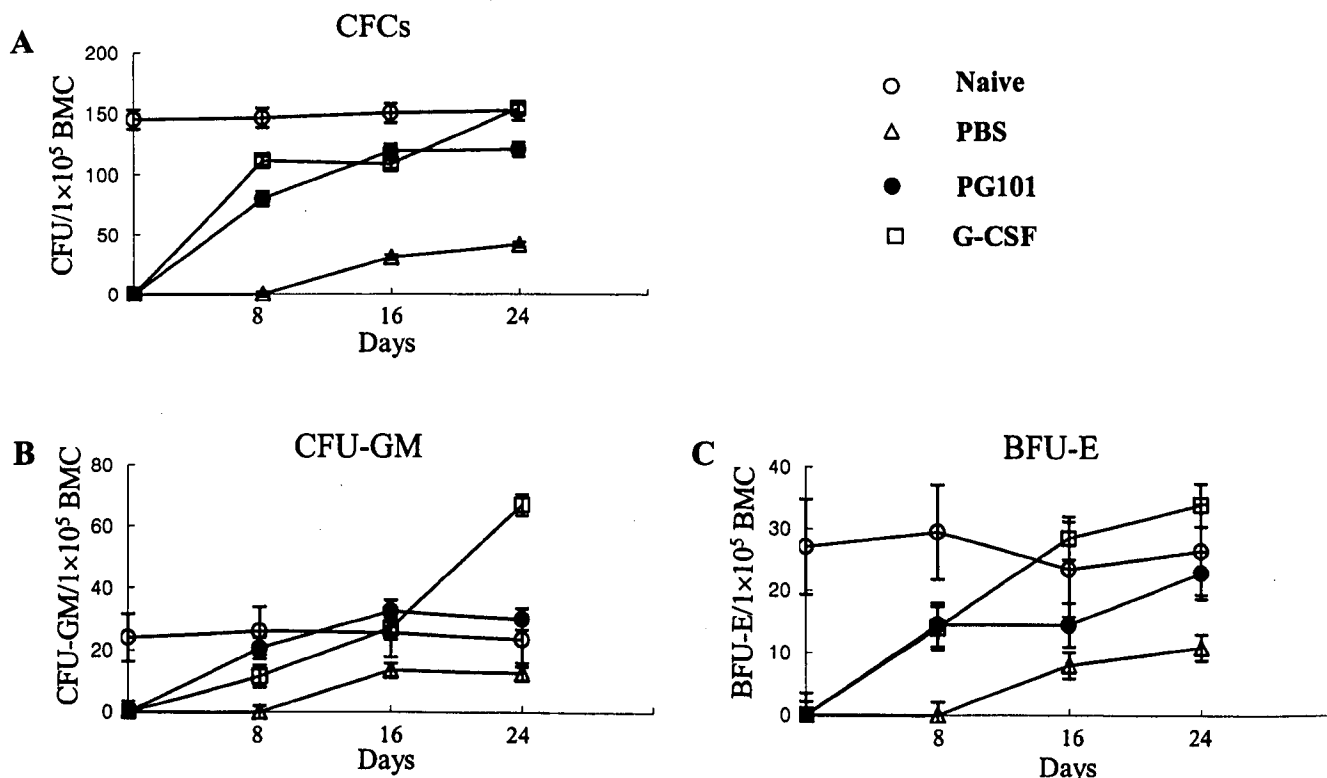 A
CFCs
CFU/1×10⁵ BMC
200
150
100
50
0
8
16
24
Days
Naive
PBS
PG101
G-CSF
B
CFU-GM
CFU-GM/1×10⁵ BMC
80
60
40
20
0
8
16
24
Days
C
BFU-E
BFU-E/1×10⁵ BMC
40
30
20
10
0
8
16
24
Days